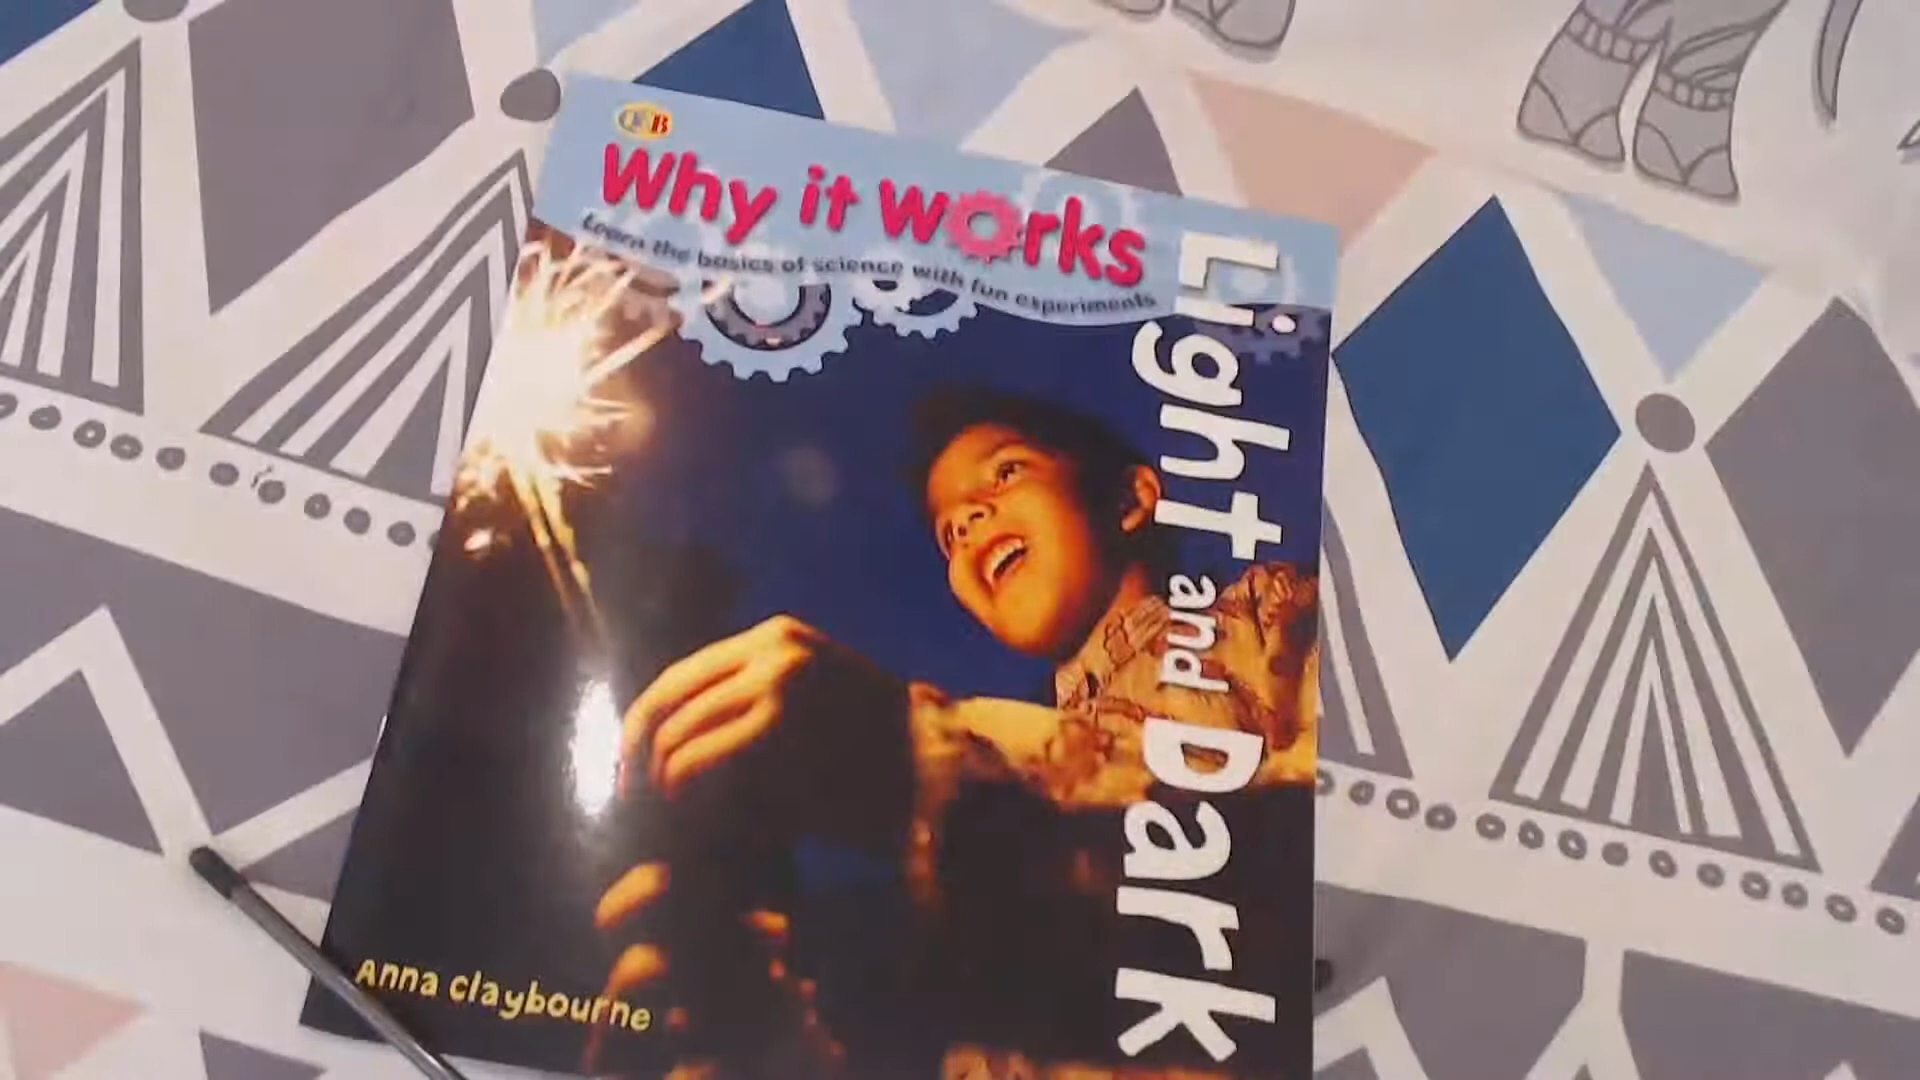 QEB
Why it works
Learn the basics of science with fun experiments
Light and Dark
Anna Claybourne